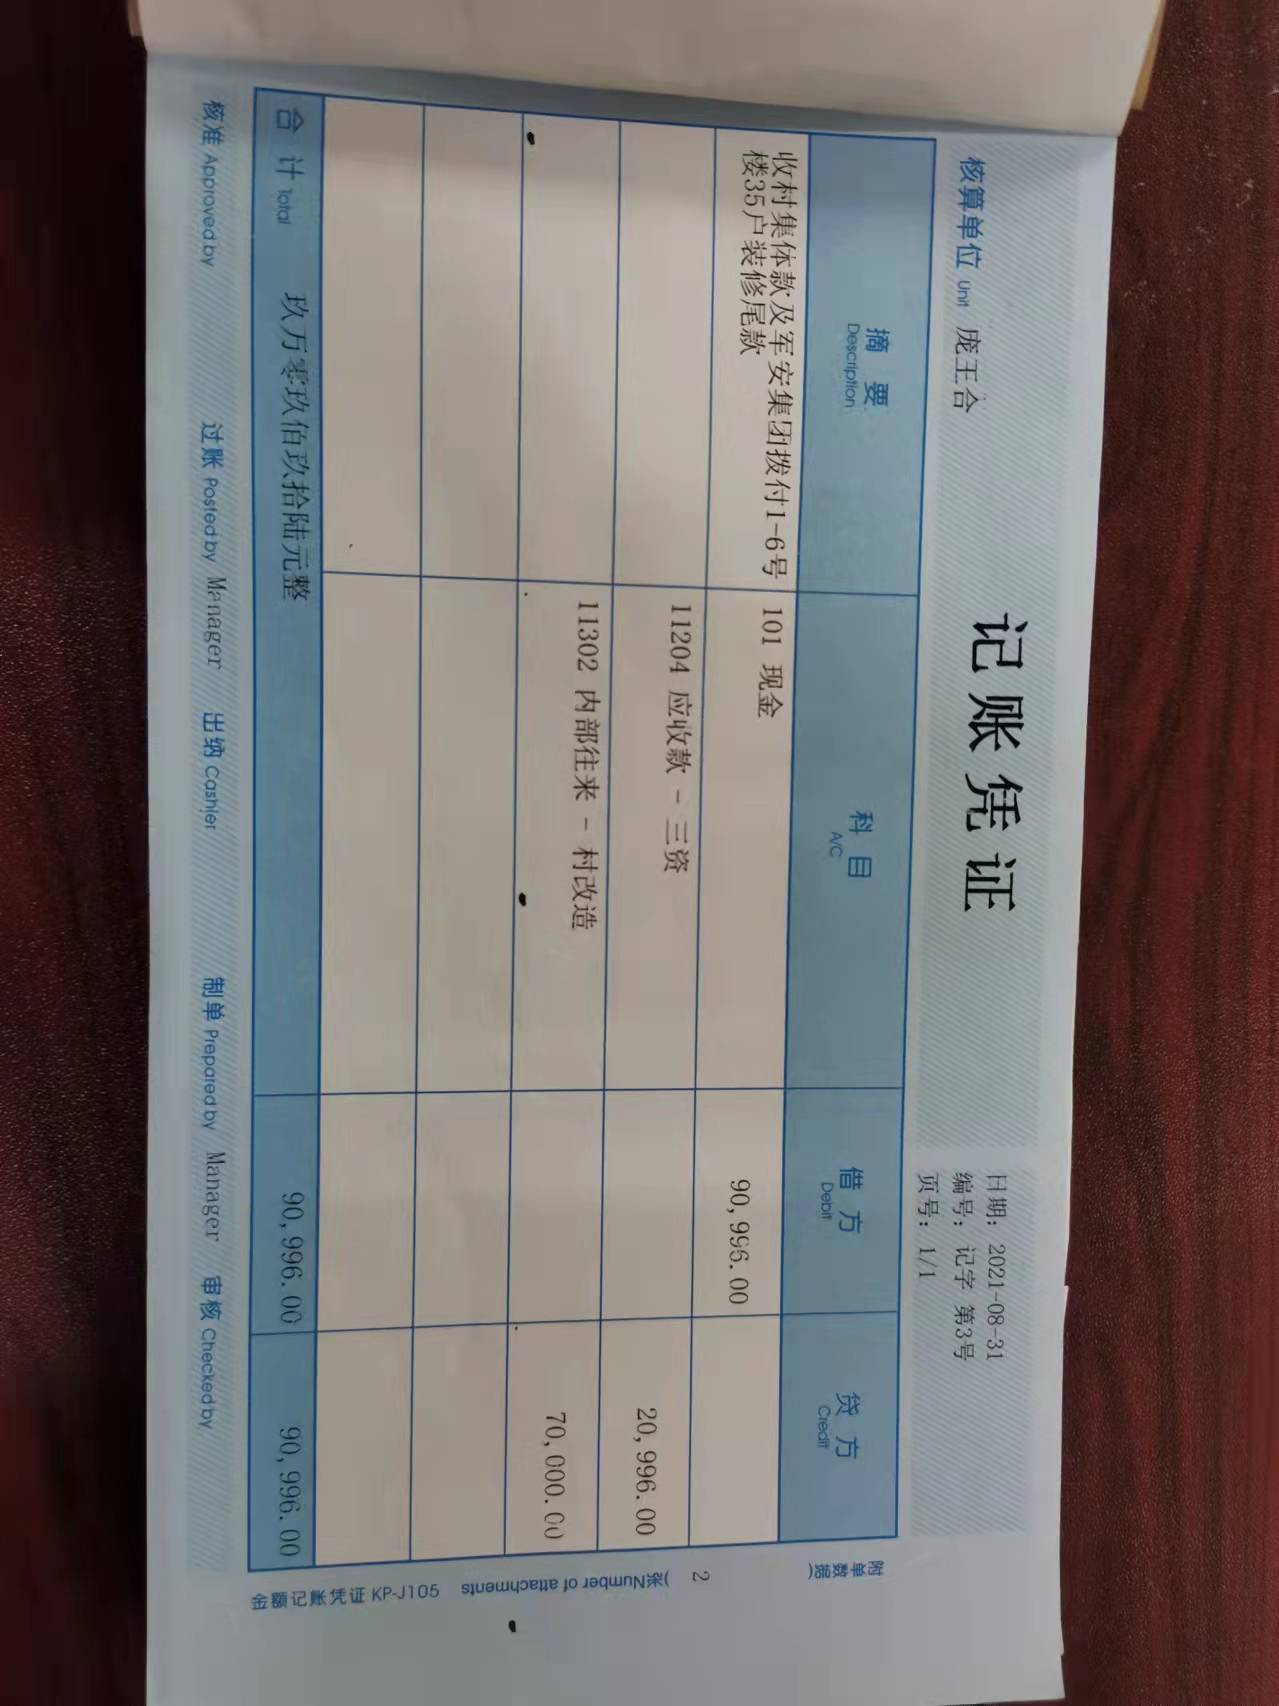 记账凭证
日期: 2021-08-31
核算单位 Unit 庞王合
编号: 记字 第3号
页号: 1/1
摘要 科目 借方 贷方
Description A/C Debit Credit
收村集体款及军安集团拨付1-6号 101 现金 90,996.00
楼35户装修尾款
11204 应收款 - 三资 20,996.00
11302 内部往来 - 村改造 70,000.00
合计 Total 玖万零玖佰玖拾陆元整 90,996.00 90,996.00
核准 Approved by 过账 Posted by Manager 出纳 Cashier 制单 Prepared by Manager 审核 Checked by
附单数据( 2 )张Number of attachments
金额记账凭证 KP-J105